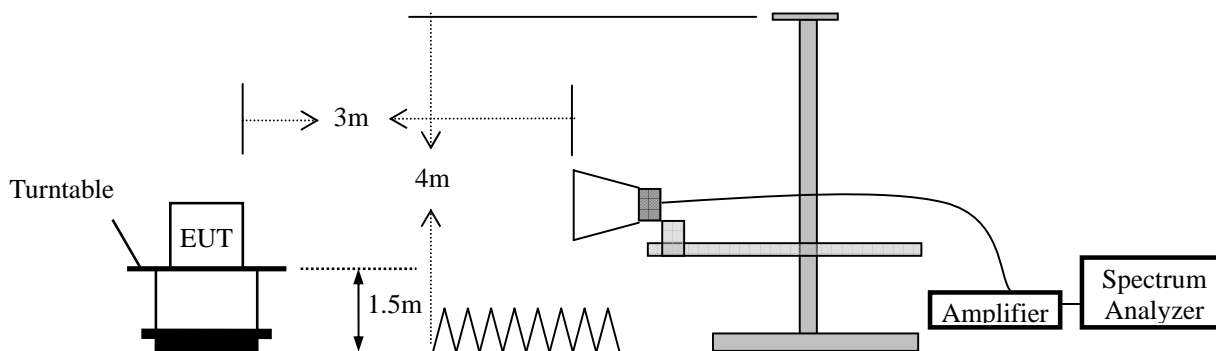 3m
4m
Turntable
EUT
1.5m
Amplifier
Spectrum
Analyzer